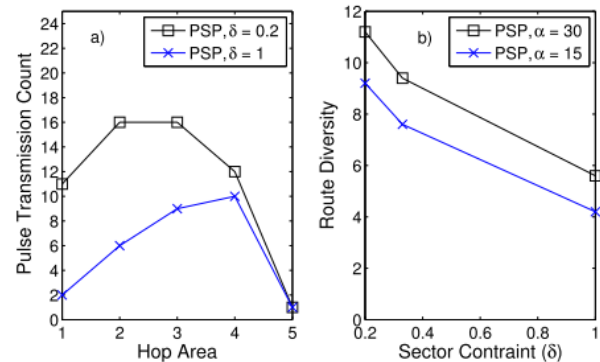 a)
PSP, δ = 0.2
PSP, δ = 1
Pulse Transmission Count
24
22
20
18
16
14
12
10
8
6
4
2
0
1 2 3 4 5
Hop Area
b)
PSP, α = 30
PSP, α = 15
Route Diversity
12
10
8
6
4
2
0
0.2 0.4 0.6 0.8 1
Sector Contraint (δ)